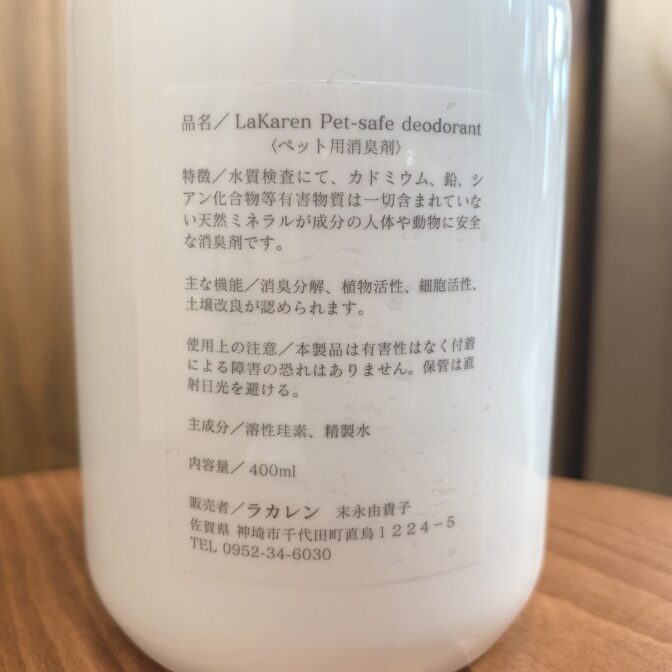 品名／LaKaren Pet-safe deodorant
〈ペット用消臭剤〉
特徴／水質検査にて、カドミウム、鉛、シ
アン化合物等有害物質は一切含まれていな
い天然ミネラルが成分の人体や動物に安全
な消臭剤です。
主な機能／消臭分解、植物活性、細胞活性、
土壌改良が認められます。
使用上の注意／本製品は有害性はなく付着
による障害の恐れはありません。保管は直
射日光を避ける。
主成分／溶性珪素、精製水
内容量／400ml
販売者／ラカレン　末永由貴子
佐賀県 神埼市千代田町直鳥１２２４－５
TEL 0952-34-6030